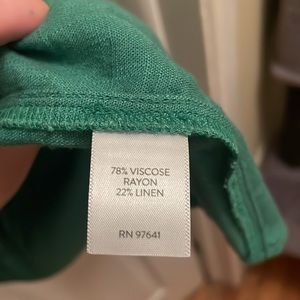 78% VISCOSE
RAYON
22% LINEN
RN 97641